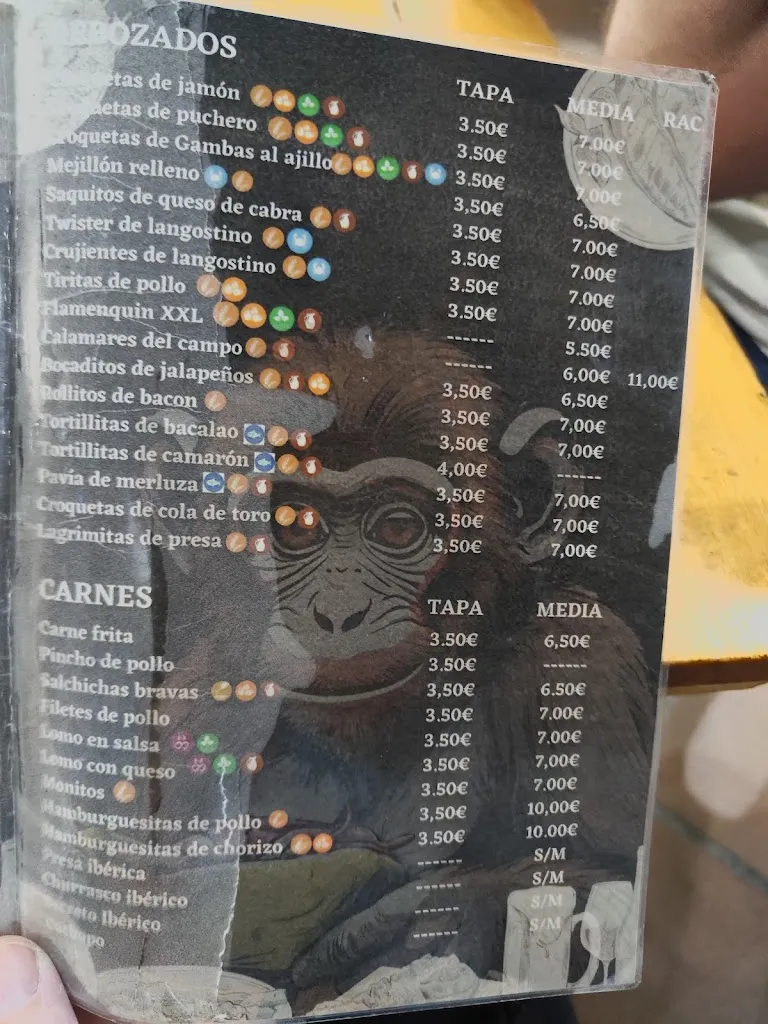 REBOZADOS TAPA MEDIA RAC
Croquetas de jamón 3.50€ 7.00€
Croquetas de puchero 3.50€ 7.00€
Croquetas de Gambas al ajillo 3.50€ 7.00€
Mejillón relleno 3,50€ 6,50€
Saquitos de queso de cabra 3.50€ 7.00€
Twister de langostino 3.50€ 7.00€
Crujientes de langostino 3.50€ 7.00€
Tiritas de pollo 3.50€ 7.00€
Flamenquin XXL ------ 5.50€
Calamares del campo ------ 6,00€ 11,00€
Bocaditos de jalapeños 3,50€ 6,50€
Rollitos de bacon 3,50€ 7,00€
Tortillitas de bacalao 3,50€ 7,00€
Tortillitas de camarón 4,00€ ------
Pavía de merluza 3,50€ 7,00€
Croquetas de cola de toro 3,50€ 7,00€
Lagrimitas de presa 3,50€ 7,00€
CARNES TAPA MEDIA
Carne frita 3.50€ 6,50€
Pincho de pollo 3.50€ ------
Salchichas bravas 3,50€ 6.50€
Filetes de pollo 3.50€ 7.00€
Lomo en salsa 3.50€ 7.00€
Lomo con queso 3.50€ 7,00€
Monitos 3.50€ 7.00€
Hamburguesitas de pollo 3,50€ 10,00€
Hamburguesitas de chorizo 3.50€ 10.00€
Presa ibérica ------ S/M
Churrasco ibérico ------ S/M
Secreto Ibérico ------ S/M
Cachopo ------ S/M